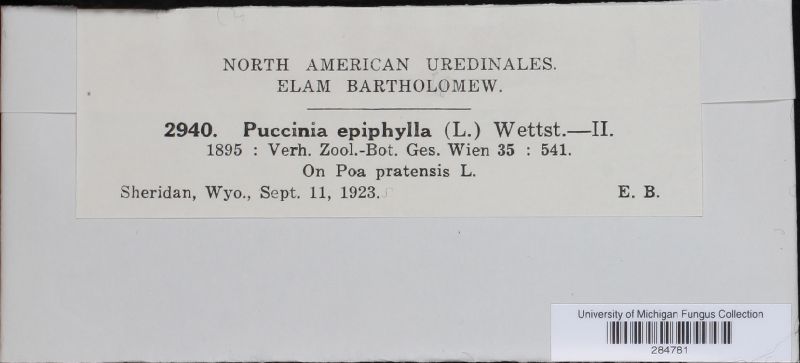 NORTH AMERICAN UREDINALES.
ELAM BARTHOLOMEW.
2940. Puccinia epiphylla (L.) Wettst.—II.
1895 : Verh. Zool.-Bot. Ges. Wien 35 : 541.
On Poa pratensis L.
Sheridan, Wyo., Sept. 11, 1923. E. B.
University of Michigan Fungus Collection
284781